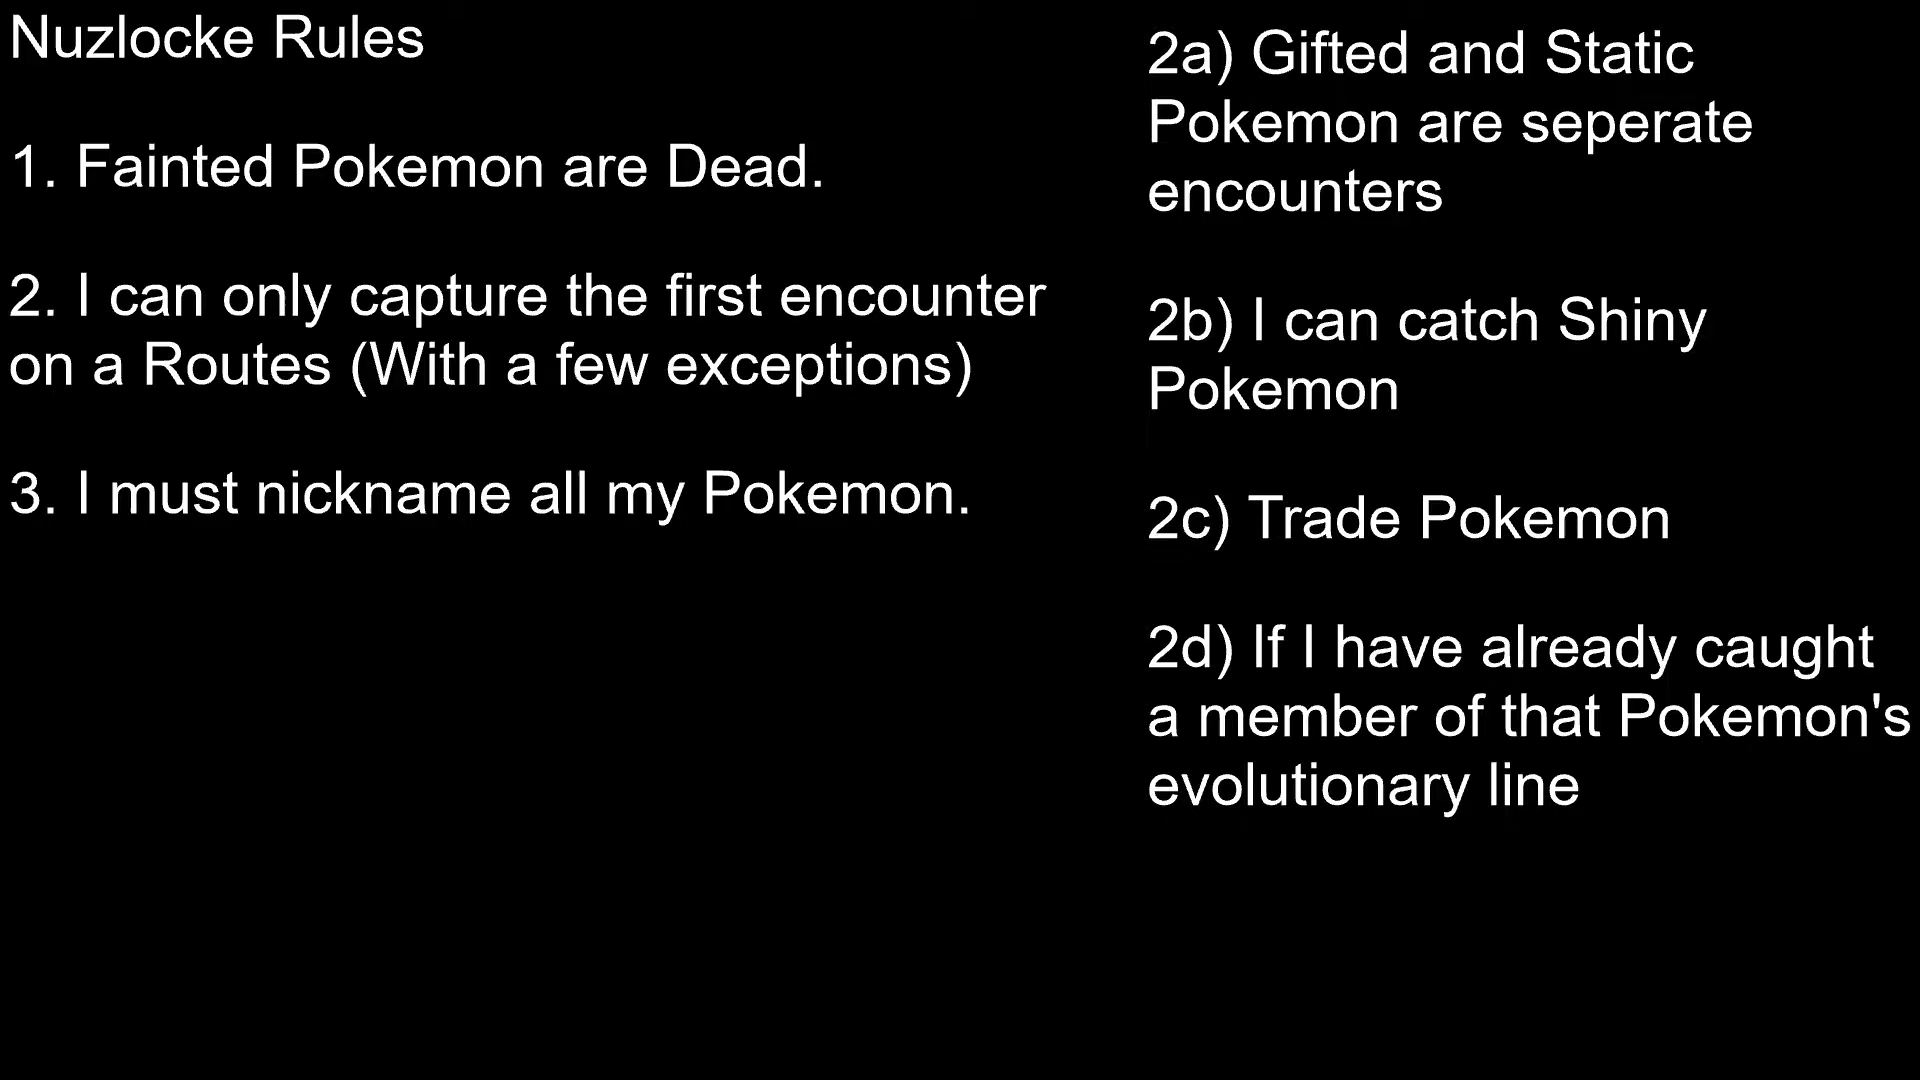 Nuzlocke Rules
1. Fainted Pokemon are Dead.
2. I can only capture the first encounter
on a Routes (With a few exceptions)
3. I must nickname all my Pokemon.
2a) Gifted and Static
Pokemon are seperate
encounters
2b) I can catch Shiny
Pokemon
2c) Trade Pokemon
2d) If I have already caught
a member of that Pokemon's
evolutionary line